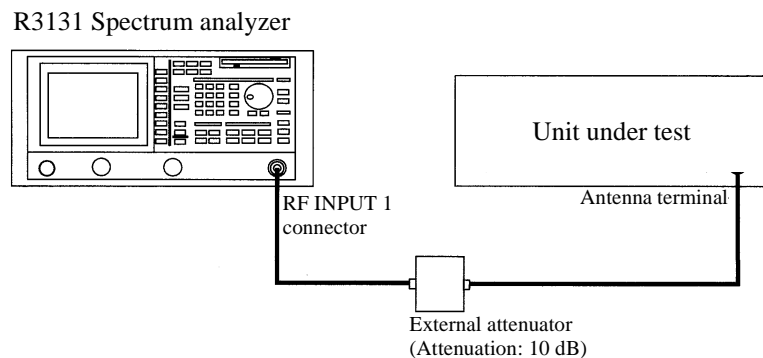 R3131 Spectrum analyzer
Unit under test
RF INPUT 1
connector
Antenna terminal
External attenuator
(Attenuation: 10 dB)